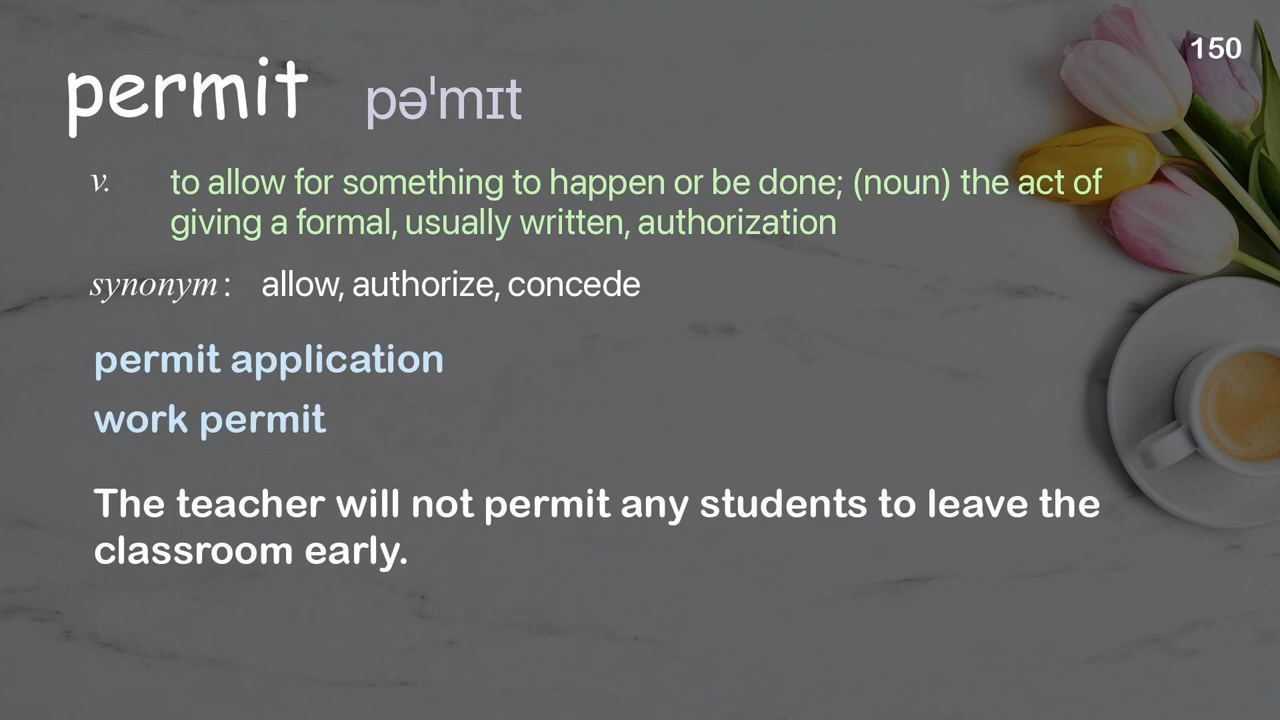 150
permit pə'mɪt
v. to allow for something to happen or be done; (noun) the act of
giving a formal, usually written, authorization
synonym: allow, authorize, concede
permit application
work permit
The teacher will not permit any students to leave the
classroom early.